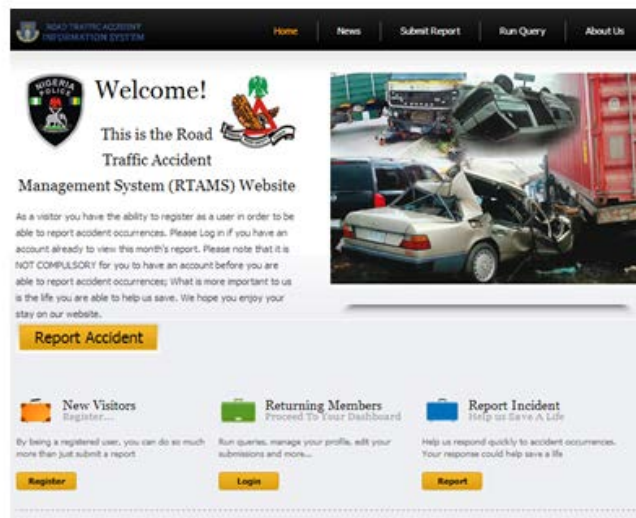 ROAD TRAFFIC ACCIDENT
INFORMATION SYSTEM
Home
News
Submit Report
Run Query
About Us
NIGERIA
POLICE
Welcome!
This is the Road
Traffic Accident
Management System (RTAMS) Website
As a visitor you have the ability to register as a user in order to be
able to report accident occurrences. Please Log in if you have an
account already to view this month's report. Please note that it is
NOT COMPULSORY for you to have an account before you are
able to report accident occurrences; What is more important to us
is the life you are able to help us save. We hope you enjoy your
stay on our website.
Report Accident
New Visitors
Register...
By being a registered user, you can do so much
more than just submit a report
Register
Returning Members
Proceed To Your Dashboard
Run queries, manage your profile, edit your
submissions and more...
Login
Report Incident
Help us Save A Life
Help us respond quickly to accident occurrences.
Your response could help save a life
Report